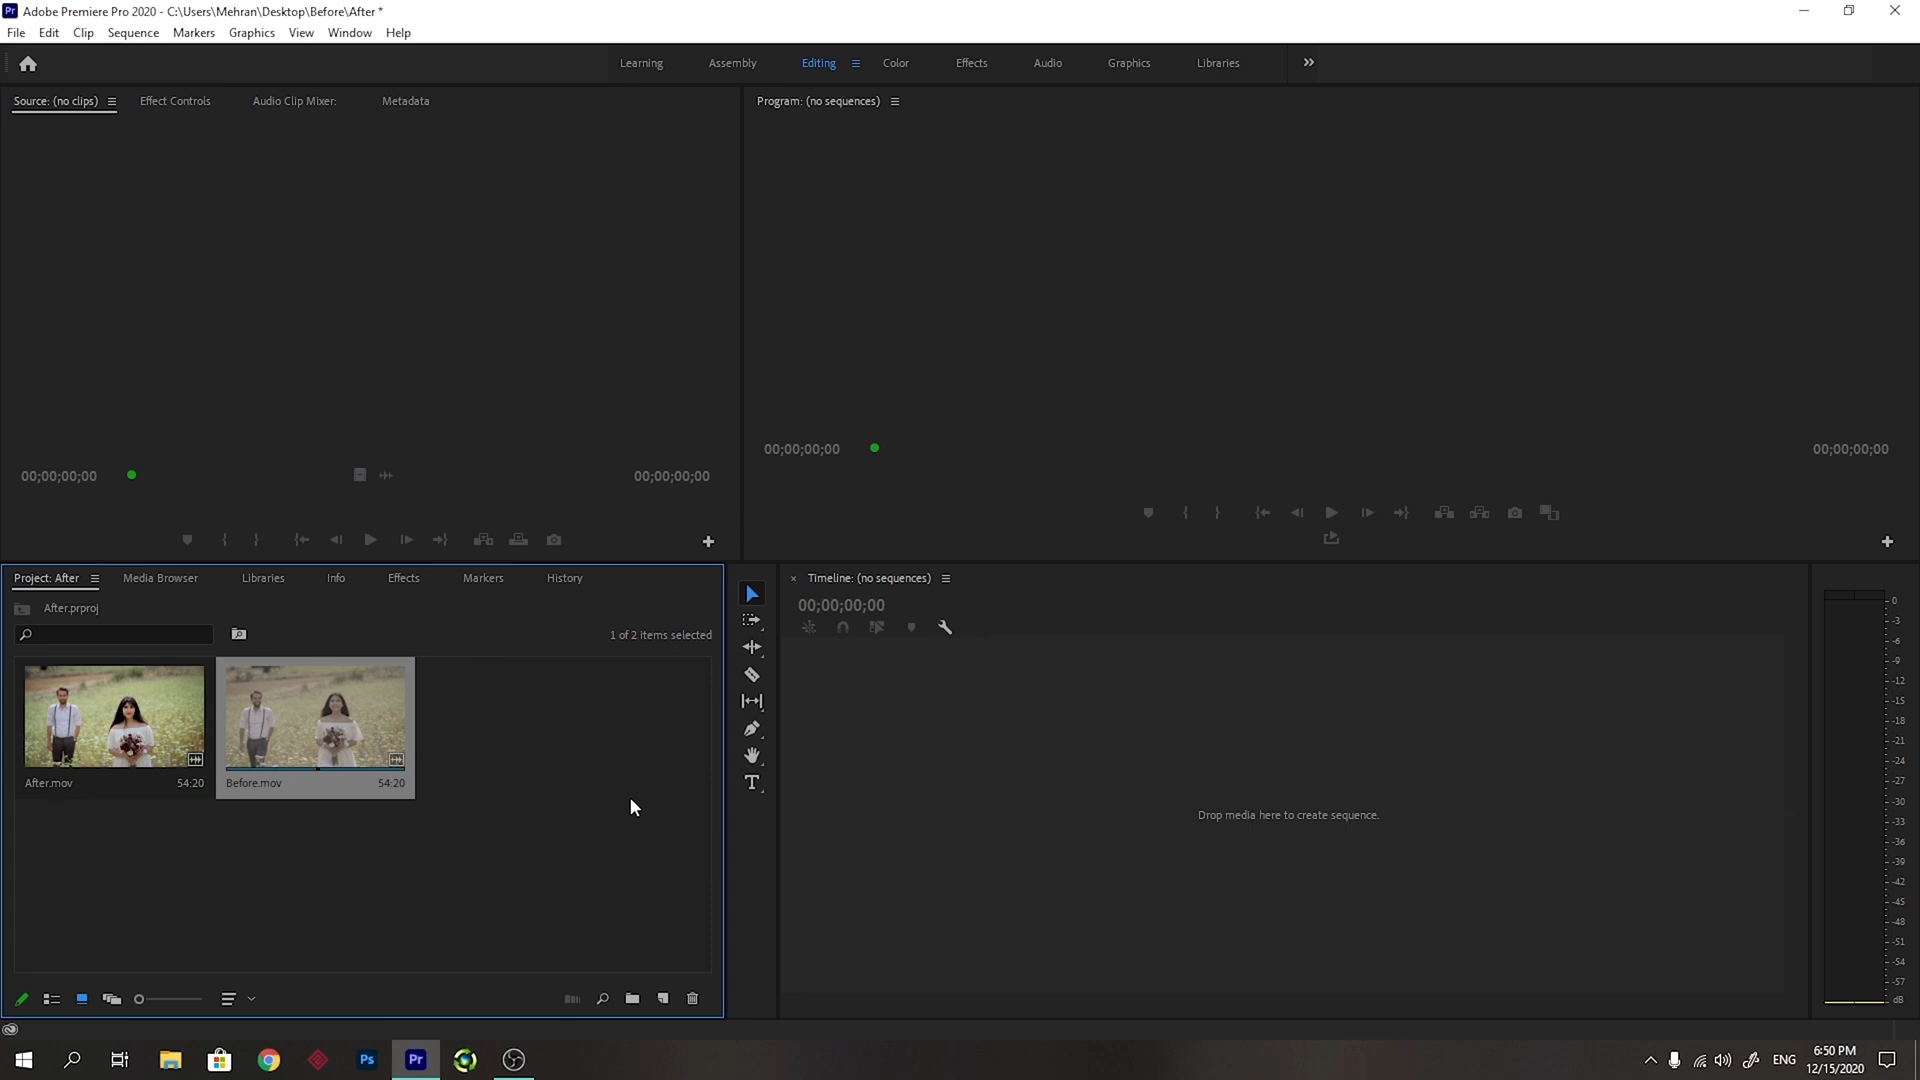 Adobe Premiere Pro 2020 - C:\Users\Mehran\Desktop\Before\After *
File Edit Clip Sequence Markers Graphics View Window Help
Learning Assembly Editing Color Effects Audio Graphics Libraries
Source: (no clips) Effect Controls Audio Clip Mixer: Metadata
Program: (no sequences)
00;00;00;00 00;00;00;00
00;00;00;00 00;00;00;00
Project: After Media Browser Libraries Info Effects Markers History
After.prproj
1 of 2 items selected
After.mov 54:20
Before.mov 54:20
Timeline: (no sequences)
00;00;00;00
Drop media here to create sequence.
0
-3
-6
-9
-12
-15
-18
-21
-24
-27
-30
-33
-36
-39
-42
-45
-48
-51
-54
-57
dB
Ps
Pr
ENG
6:50 PM
12/15/2020